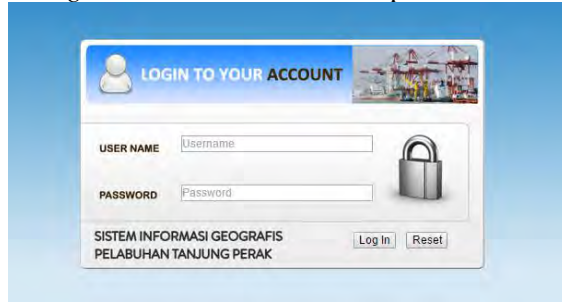 LOGIN TO YOUR ACCOUNT
USER NAME Username
PASSWORD Password
SISTEM INFORMASI GEOGRAFIS
PELABUHAN TANJUNG PERAK
Log In Reset